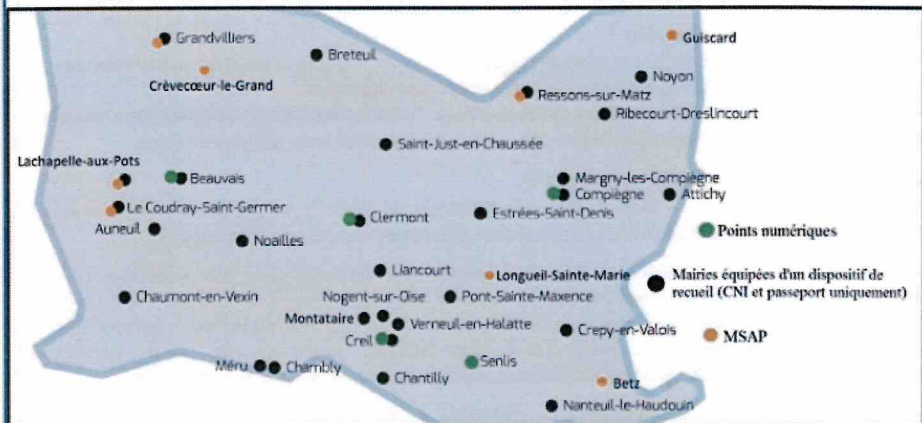 Grandvilliers
Guiscard
Breteuil
Crèvecœur-le-Grand
Noyon
Ressons-sur-Matz
Ribecourt-Dreslincourt
Saint-Just-en-Chaussée
Lachapelle-aux-Pots
Beauvais
Margny-les-Compiegne
Compiegne
Attichy
Le Coudray-Saint-Germer
Clermont
Estrées-Saint-Denis
Auneuil
Noailles
Points numériques
Liancourt
Longueil-Sainte-Marie
Mairies équipées d'un dispositif de
recueil (CNI et passeport uniquement)
Chaumont-en-Vexin
Nogent-sur-Oise
Pont-Sainte-Maxence
Montataire
Verneuil-en-Halatte
Crepy-en-Valois
MSAP
Creil
Méru
Chambly
Senlis
Chantilly
Betz
Nanteuil-le-Haudouin